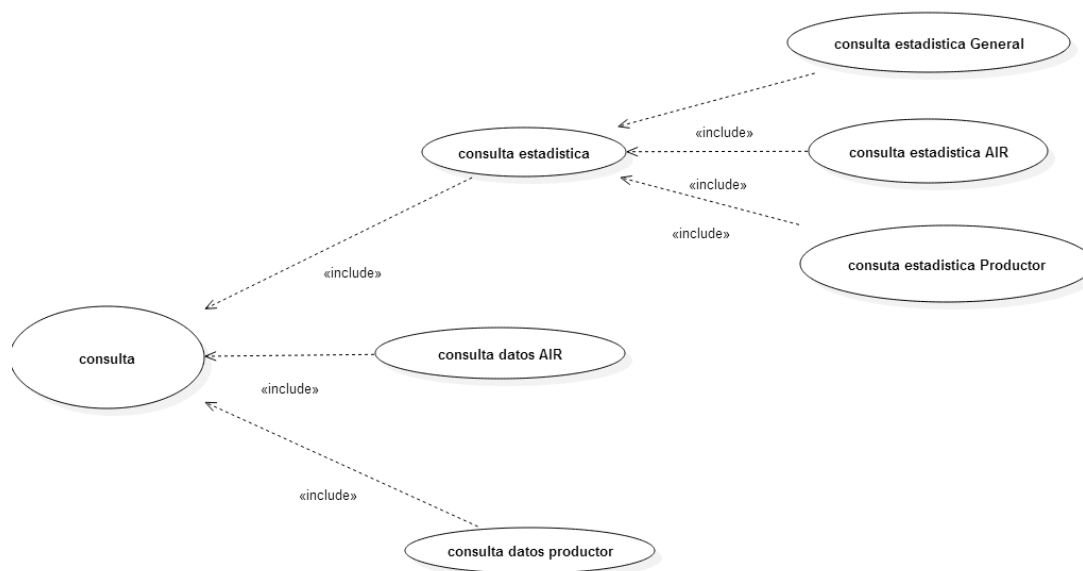 consulta estadistica General
«include»
consulta estadistica
consulta estadistica AIR
«include»
«include»
consuta estadistica Productor
«include»
consulta
consulta datos AIR
«include»
«include»
consulta datos productor